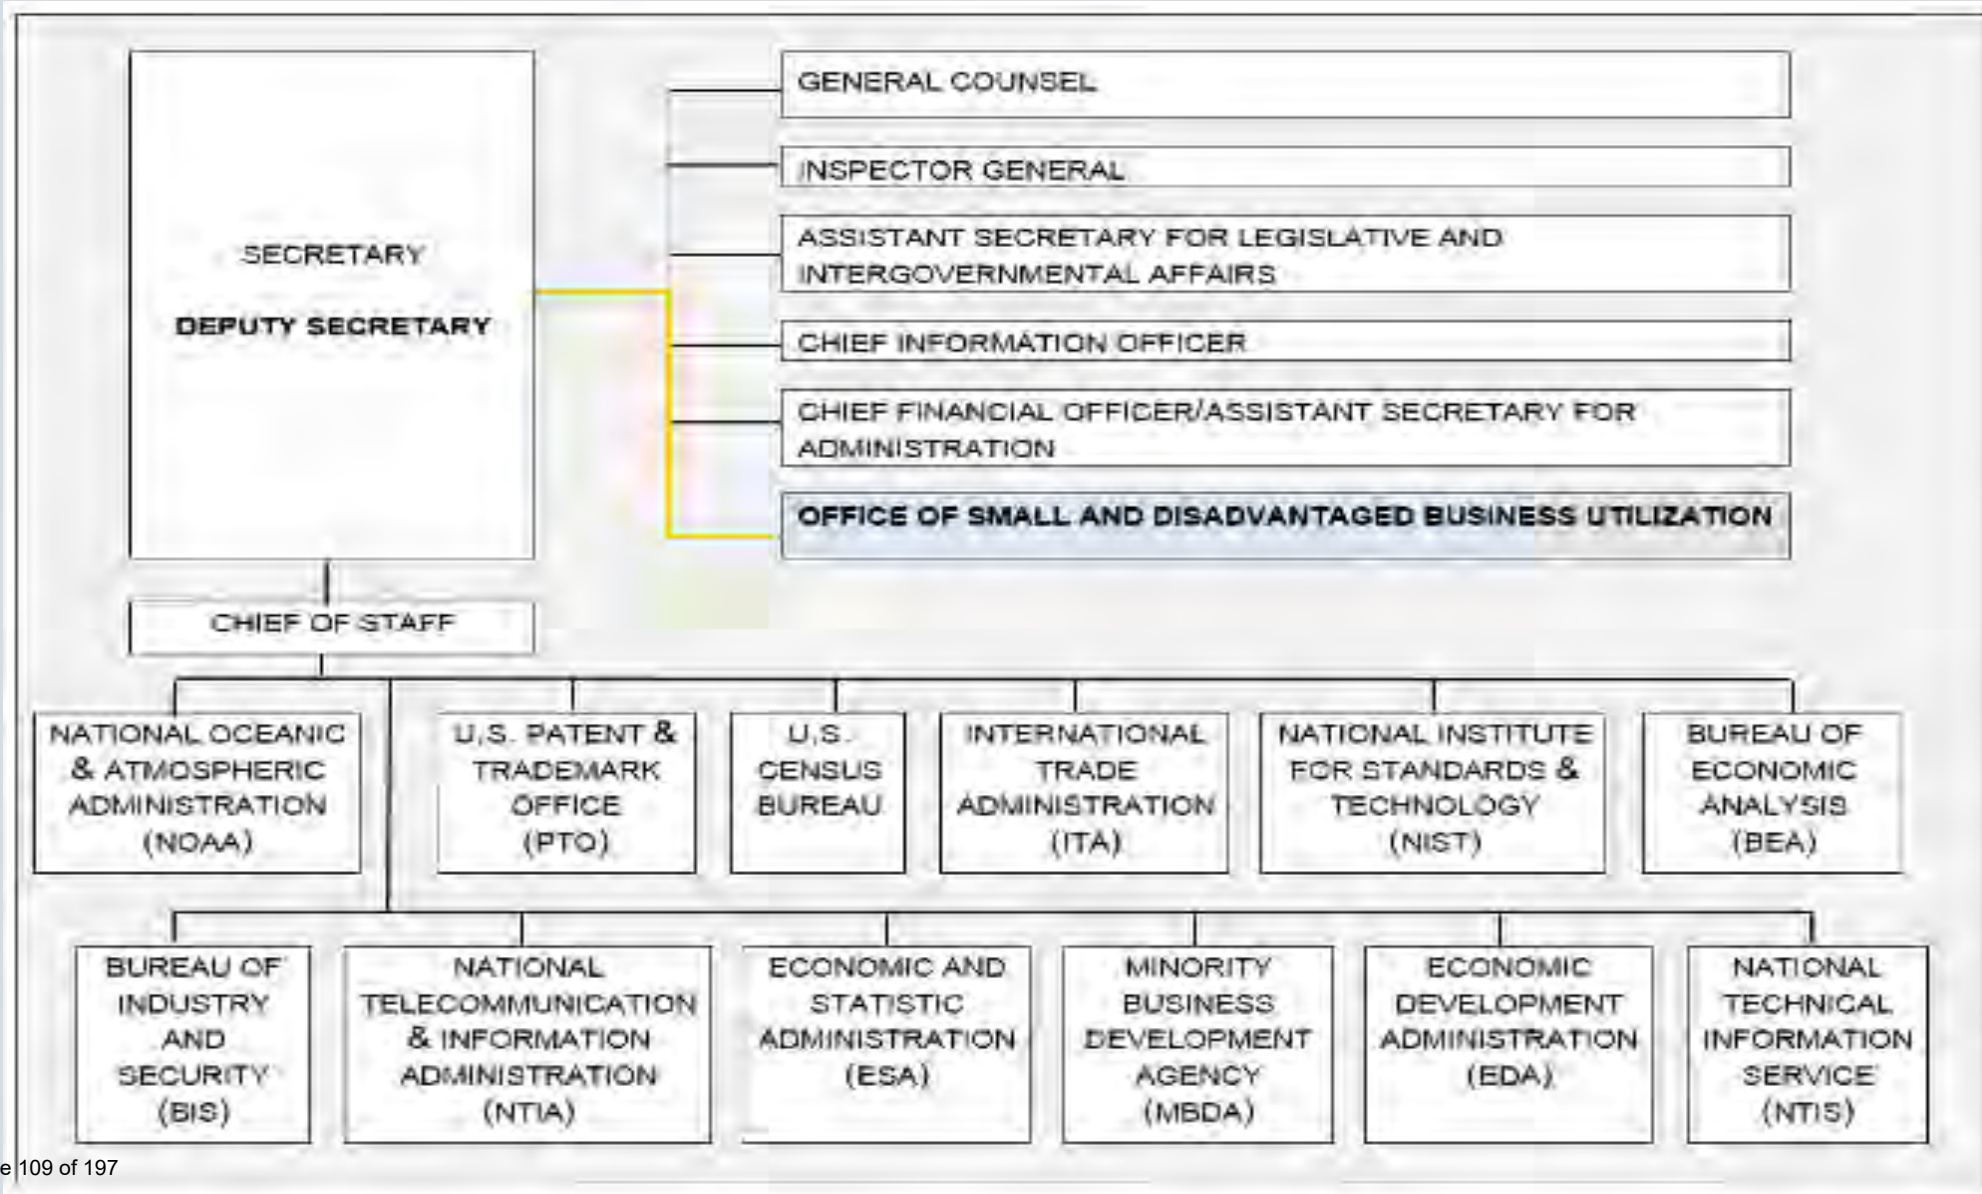 SECRETARY
DEPUTY SECRETARY
GENERAL COUNSEL
INSPECTOR GENERAL
ASSISTANT SECRETARY FOR LEGISLATIVE AND
INTERGOVERNMENTAL AFFAIRS
CHIEF INFORMATION OFFICER
CHIEF FINANCIAL OFFICER/ASSISTANT SECRETARY FOR
ADMINISTRATION
OFFICE OF SMALL AND DISADVANTAGED BUSINESS UTILIZATION
CHIEF OF STAFF
NATIONAL OCEANIC
& ATMOSPHERIC
ADMINISTRATION
(NOAA)
U.S. PATENT &
TRADEMARK
OFFICE
(PTO)
U.S.
CENSUS
BUREAU
INTERNATIONAL
TRADE
ADMINISTRATION
(ITA)
NATIONAL INSTITUTE
FOR STANDARDS &
TECHNOLOGY
(NIST)
BUREAU OF
ECONOMIC
ANALYSIS
(BEA)
BUREAU OF
INDUSTRY
AND
SECURITY
(BIS)
NATIONAL
TELECOMMUNICATION
& INFORMATION
ADMINISTRATION
(NTIA)
ECONOMIC AND
STATISTIC
ADMINISTRATION
(ESA)
MINORITY
BUSINESS
DEVELOPMENT
AGENCY
(MBDA)
ECONOMIC
DEVELOPMENT
ADMINISTRATION
(EDA)
NATIONAL
TECHNICAL
INFORMATION
SERVICE
(NTIS)
e 109 of 197